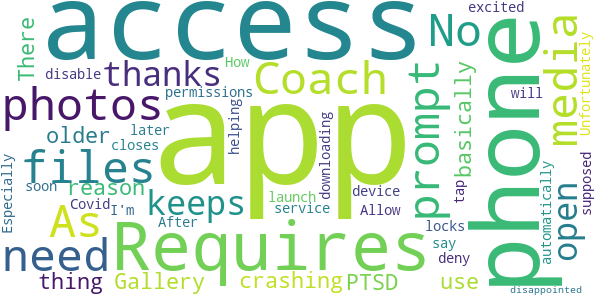 access
excited
No
There
How
disable
thanks
Coach
permissions
photos
older
later
closes
app
helping
downloading
prompt
basically
phone
will
media
Unfortunately
files
Especially
soon
reason
Covid
I'm
After
keeps
launch
service
device
Allow
tap
locks
say
deny
open
automatically
supposed
As
need
Requires
thing
Gallery
crashing
PTSD
use
disappointed